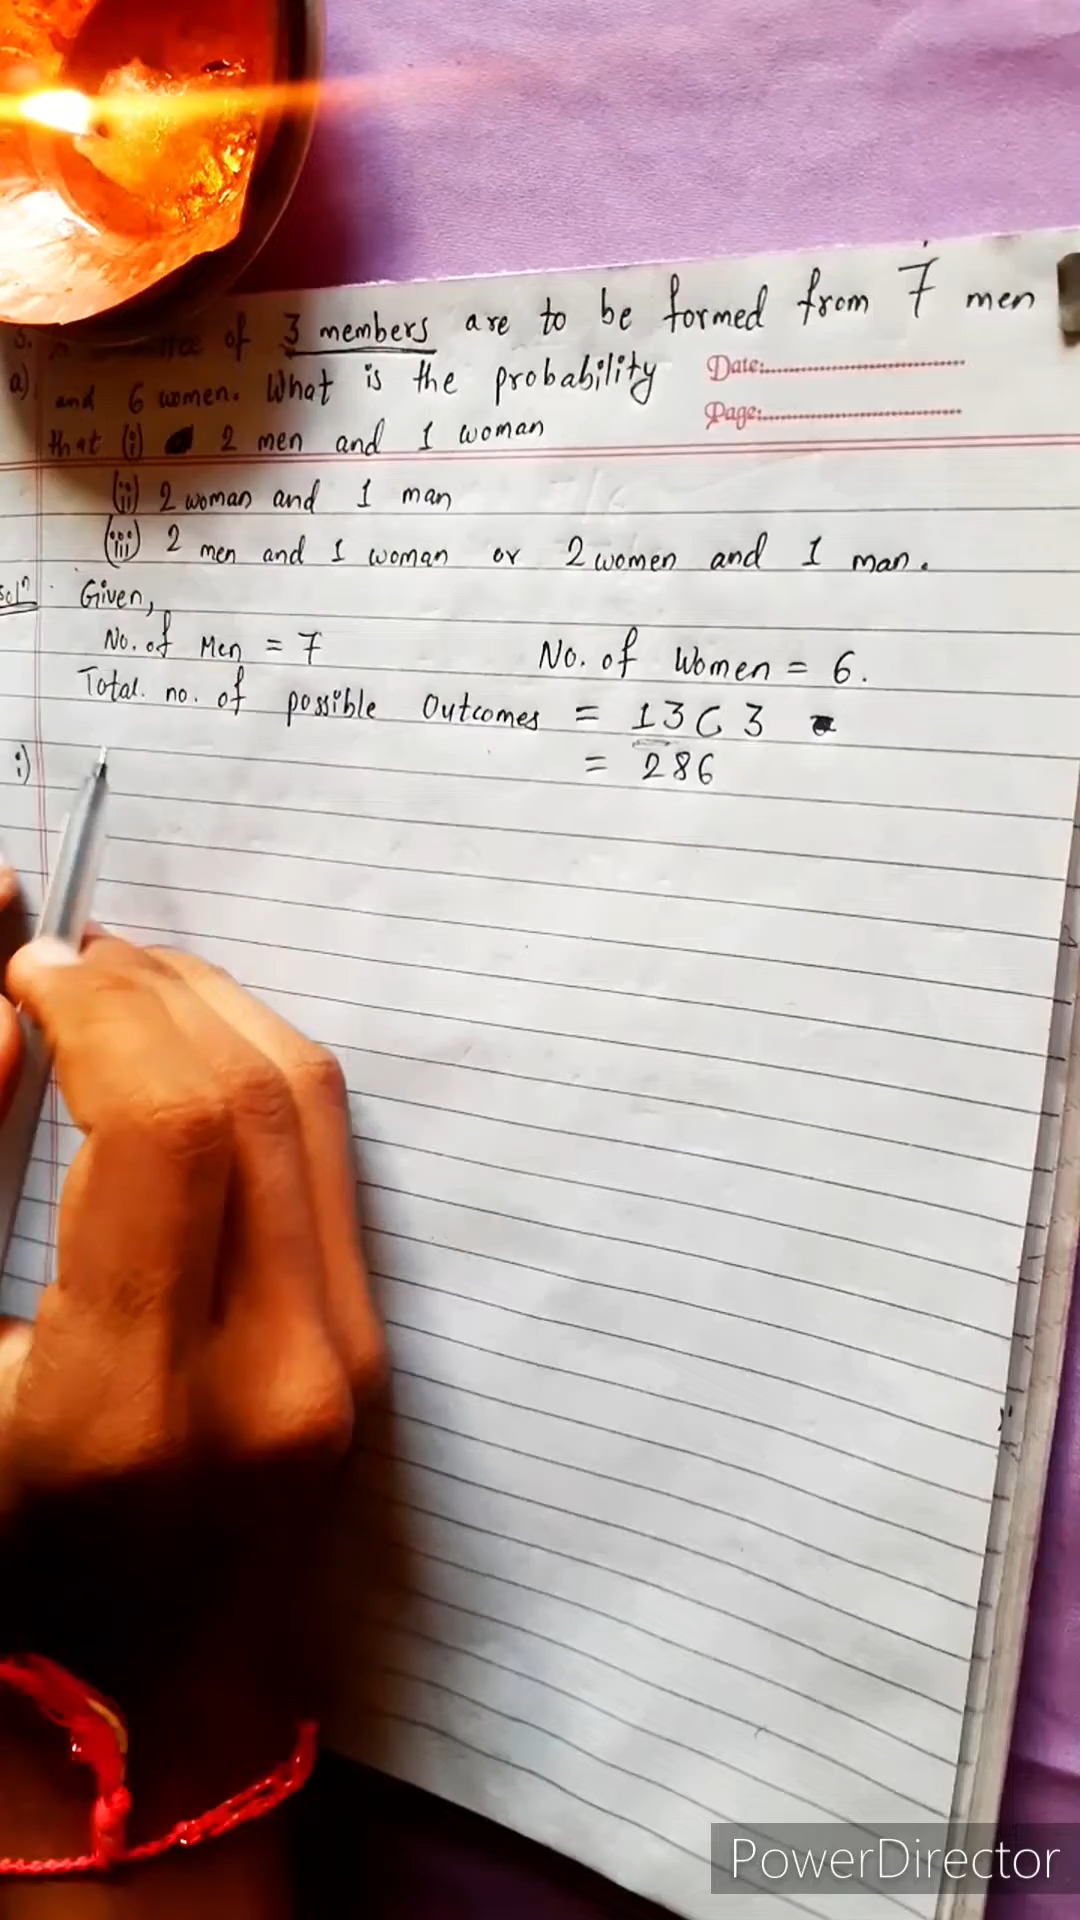 of 3 members are to be formed from 7 men
a) and 6 women. What is the probability
Date:
Page:
that (i) 2 men and 1 woman
(ii) 2 woman and 1 man
(iii) 2 men and 1 woman or 2 women and 1 man.
Solⁿ Given,
No. of Men = 7 No. of Women = 6.
Total. no. of possible Outcomes = 13C3
= 286
i)
PowerDirector